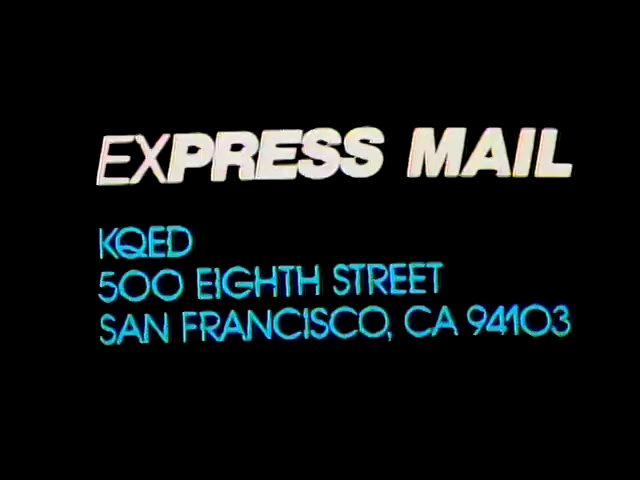 EXPRESS MAIL
KQED
500 EIGHTH STREET
SAN FRANCISCO, CA 94103